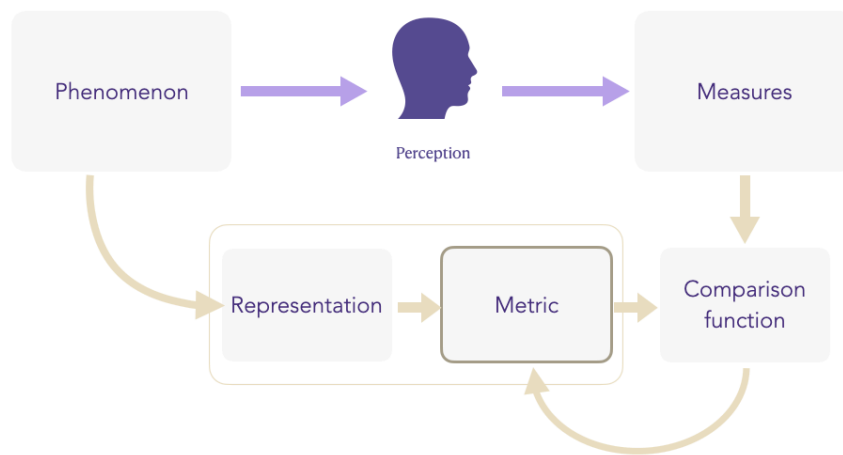 Phenomenon
Measures
Perception
Representation
Metric
Comparison
function